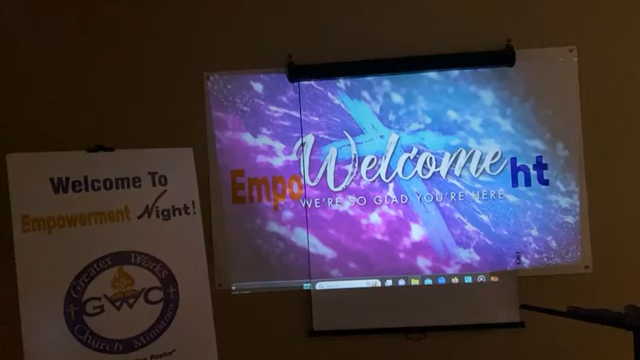 Welcome To
Empowerment Night!
Greater Works
GWC
Church Ministries
Welcome
Empo ht
WE'RE SO GLAD YOU'RE HERE